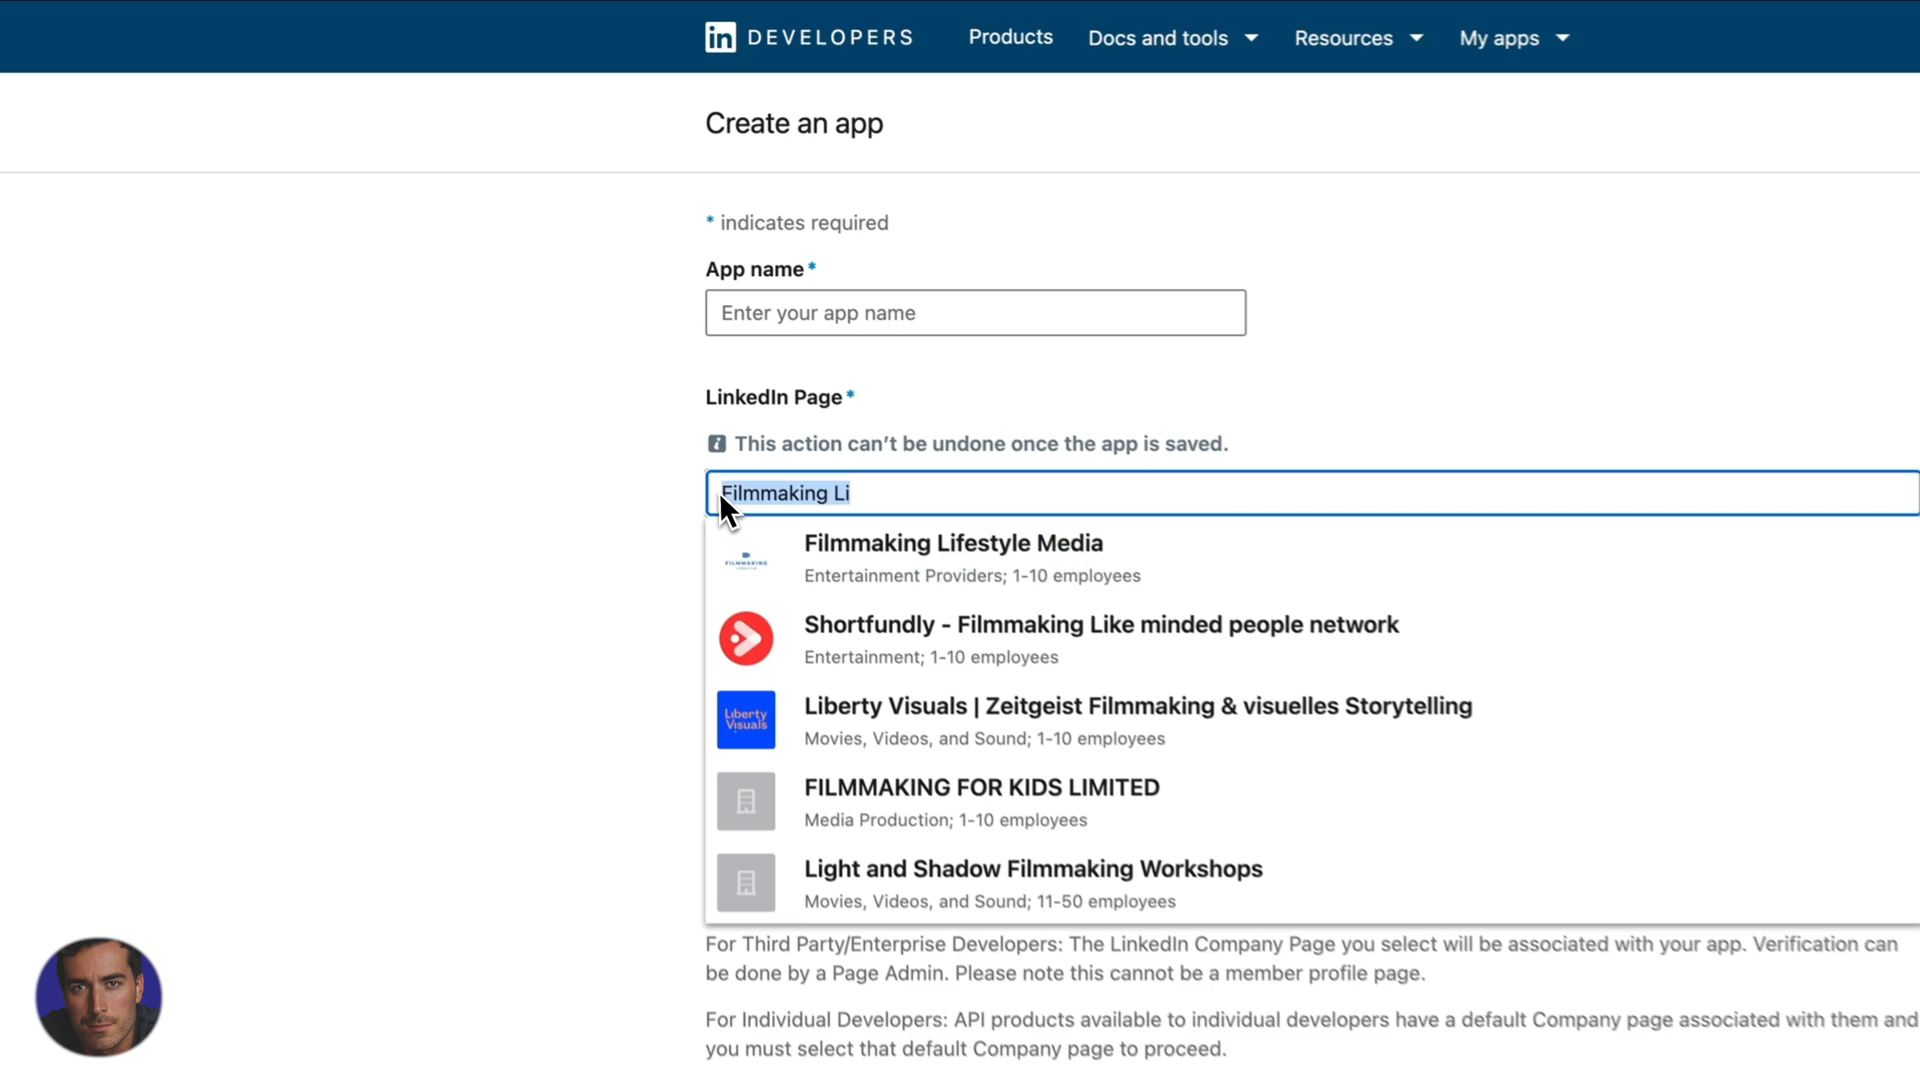 in DEVELOPERS Products Docs and tools Resources My apps
Create an app
* indicates required
App name *
Enter your app name
LinkedIn Page *
This action can’t be undone once the app is saved.
Filmmaking Li
Filmmaking Lifestyle Media
FILMMAKING
Entertainment Providers; 1-10 employees
Shortfundly - Filmmaking Like minded people network
Entertainment; 1-10 employees
Liberty Visuals | Zeitgeist Filmmaking & visuelles Storytelling
Liberty
Visuals
Movies, Videos, and Sound; 1-10 employees
FILMMAKING FOR KIDS LIMITED
Media Production; 1-10 employees
Light and Shadow Filmmaking Workshops
Movies, Videos, and Sound; 11-50 employees
For Third Party/Enterprise Developers: The LinkedIn Company Page you select will be associated with your app. Verification can
be done by a Page Admin. Please note this cannot be a member profile page.
For Individual Developers: API products available to individual developers have a default Company page associated with them and
you must select that default Company page to proceed.